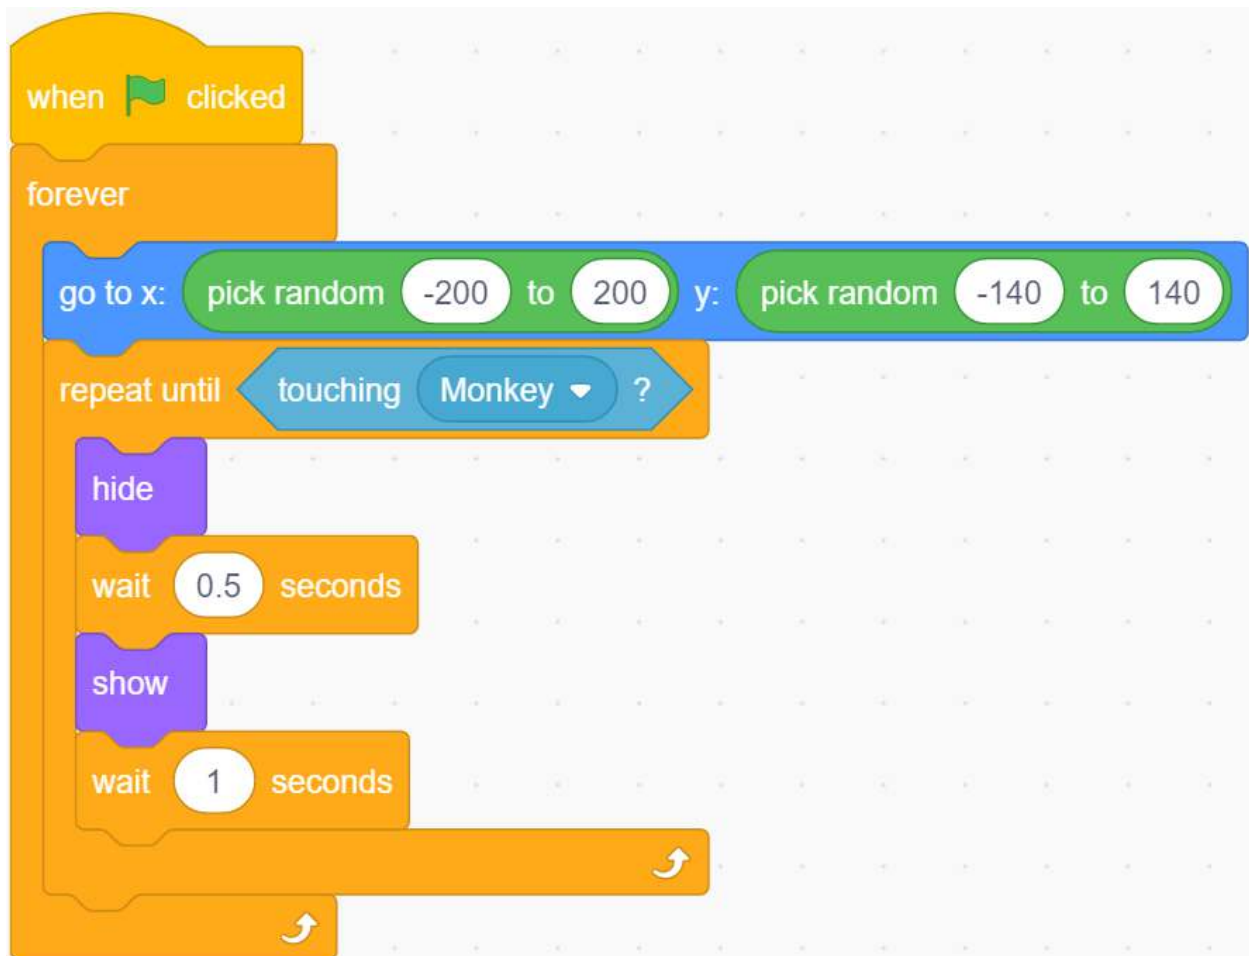 when clicked
forever
go to x: pick random -200 to 200 y: pick random -140 to 140
repeat until touching Monkey ?
hide
wait 0.5 seconds
show
wait 1 seconds